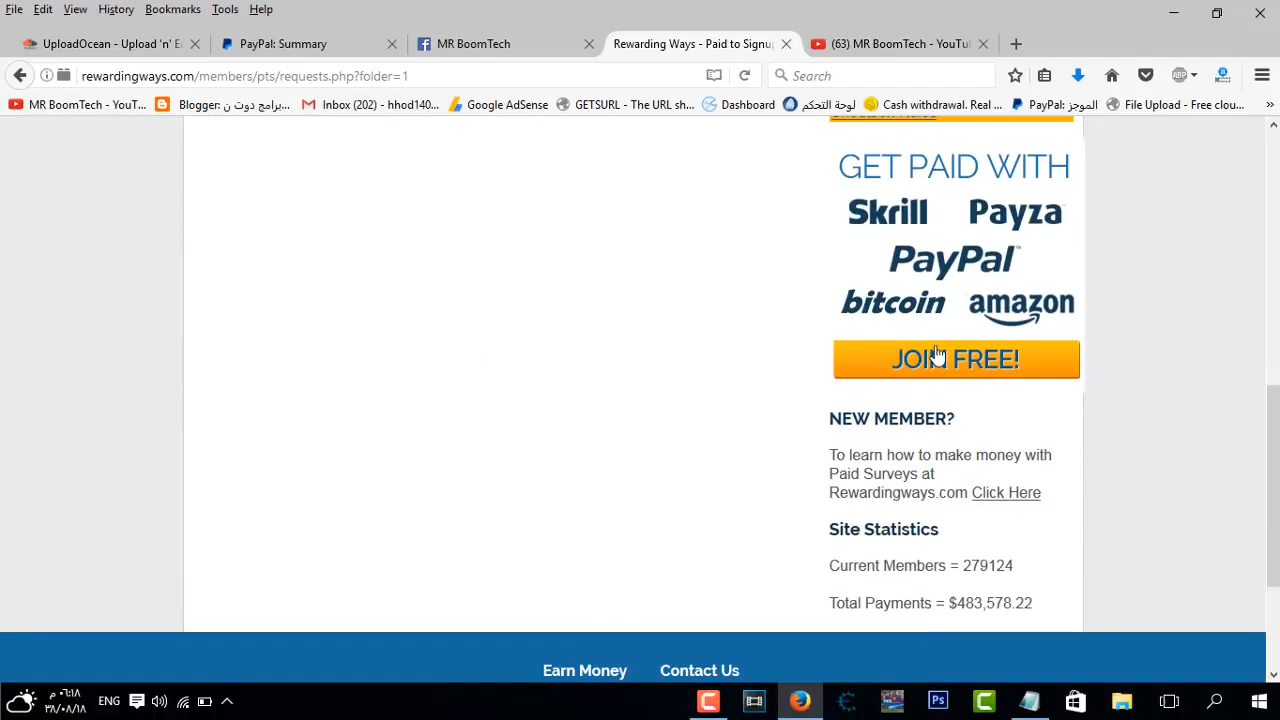 File Edit View History Bookmarks Tools Help
UploadOcean - Upload 'n' E
PayPal: Summary
MR BoomTech
Rewarding Ways - Paid to Signup
(63) MR BoomTech - YouTu
rewardingways.com/members/pts/requests.php?folder=1
Search
ABP
MR BoomTech - YouT...
Blogger: برامج دوت ن...
Inbox (202) - hhod140...
Google AdSense
GETSURL - The URL sh...
Dashboard
لوحة التحكم
Cash withdrawal. Real ...
PayPal: الموجز
File Upload - Free clou...
GET PAID WITH
Skrill Payza
PayPal™
bitcoin amazon
JOIN FREE!
NEW MEMBER?
To learn how to make money with
Paid Surveys at
Rewardingways.com Click Here
Site Statistics
Current Members = 279124
Total Payments = $483,578.22
Earn Money Contact Us
ENG
Ps